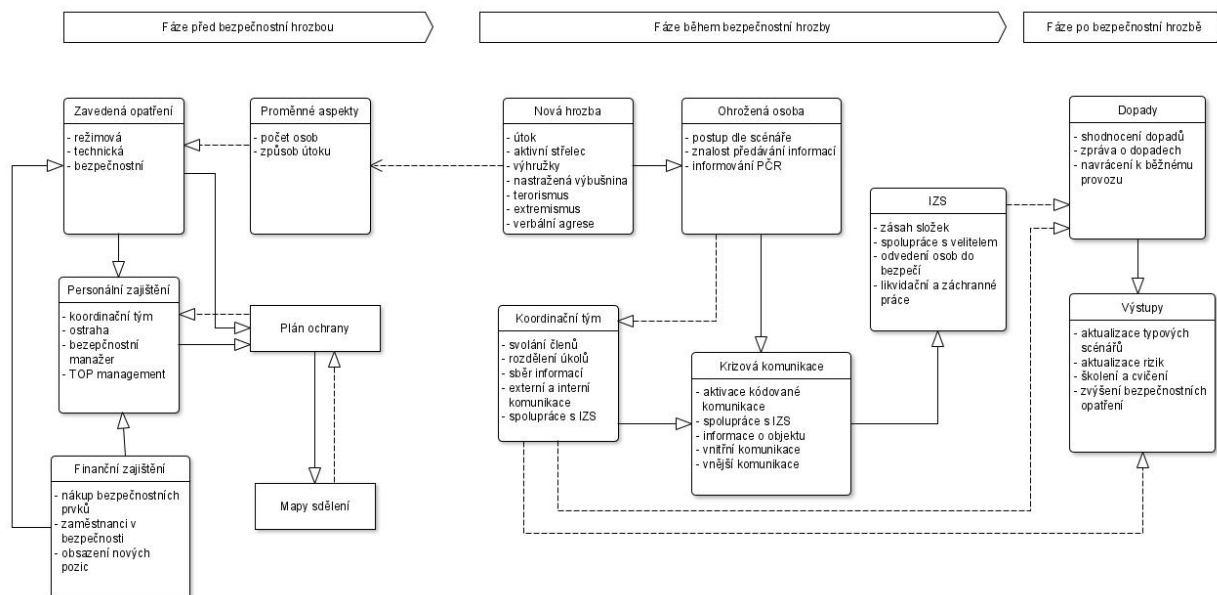 Fáze před bezpečnostní hrozbou
Fáze během bezpečnostní hrozby
Fáze po bezpečnostní hrozbě
Zavedená opatření
- režimová
- technická
- bezpečnostní
Proměnné aspekty
- počet osob
- způsob útoku
Nová hrozba
- útok
- aktivní střelec
- výhružky
- nastražená výbušnina
- terorismus
- extremismus
- verbální agrese
Ohrožená osoba
- postup dle scénáře
- znalost předávání informací
- informování PČR
Dopady
- shodnocení dopadů
- zpráva o dopadech
- navrácení k běžnému
provozu
IZS
- zásah složek
- spolupráce s velitelem
- odvedení osob do
bezpečí
- likvidační a záchranné
práce
Personální zajištění
- koordinační tým
- ostraha
- bezepčnostní
manažer
- TOP management
Plán ochrany
Koordinační tým
- svolání členů
- rozdělení úkolů
- sběr informací
- externí a interní
komunikace
- spolupráce s IZS
Krizová komunikace
- aktivace kódované
komunikace
- spolupráce s IZS
- informace o objektu
- vnitřní komunikace
- vnější komunikace
Výstupy
- aktualizace typových
scénářů
- aktualizace rizik
- školení a cvičení
- zvýšení bezpečnostních
opatření
Finanční zajištění
- nákup bezpečnostních
prvků
- zaměstnanci v
bezpečnosti
- obsazení nových
pozic
Mapy sdělení